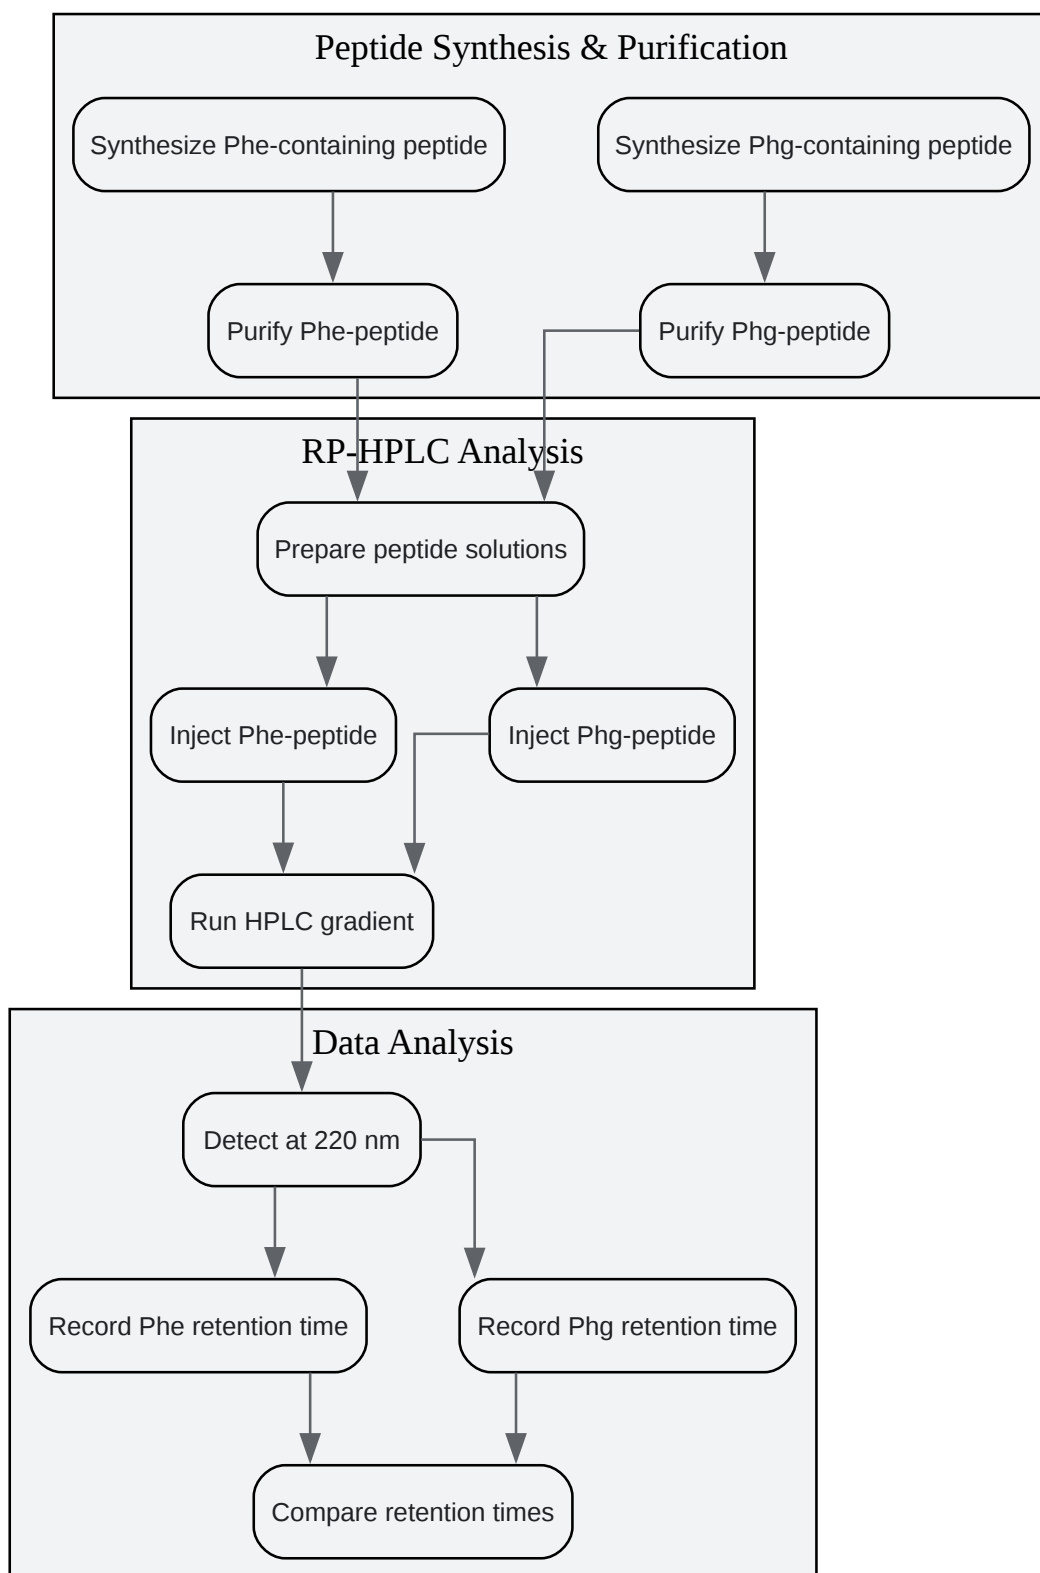 Peptide Synthesis & Purification
Synthesize Phe-containing peptide
Synthesize Phg-containing peptide
Purify Phe-peptide
Purify Phg-peptide
RP-HPLC Analysis
Prepare peptide solutions
Inject Phe-peptide
Inject Phg-peptide
Run HPLC gradient
Data Analysis
Detect at 220 nm
Record Phe retention time
Record Phg retention time
Compare retention times